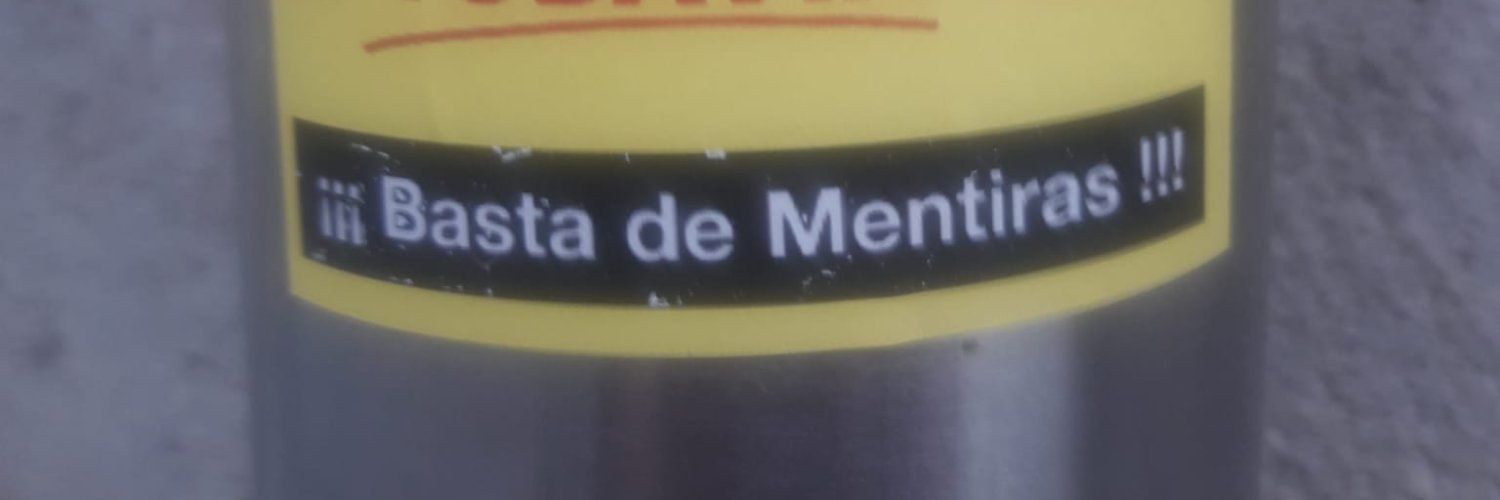 ¡¡¡ Basta de Mentiras !!!